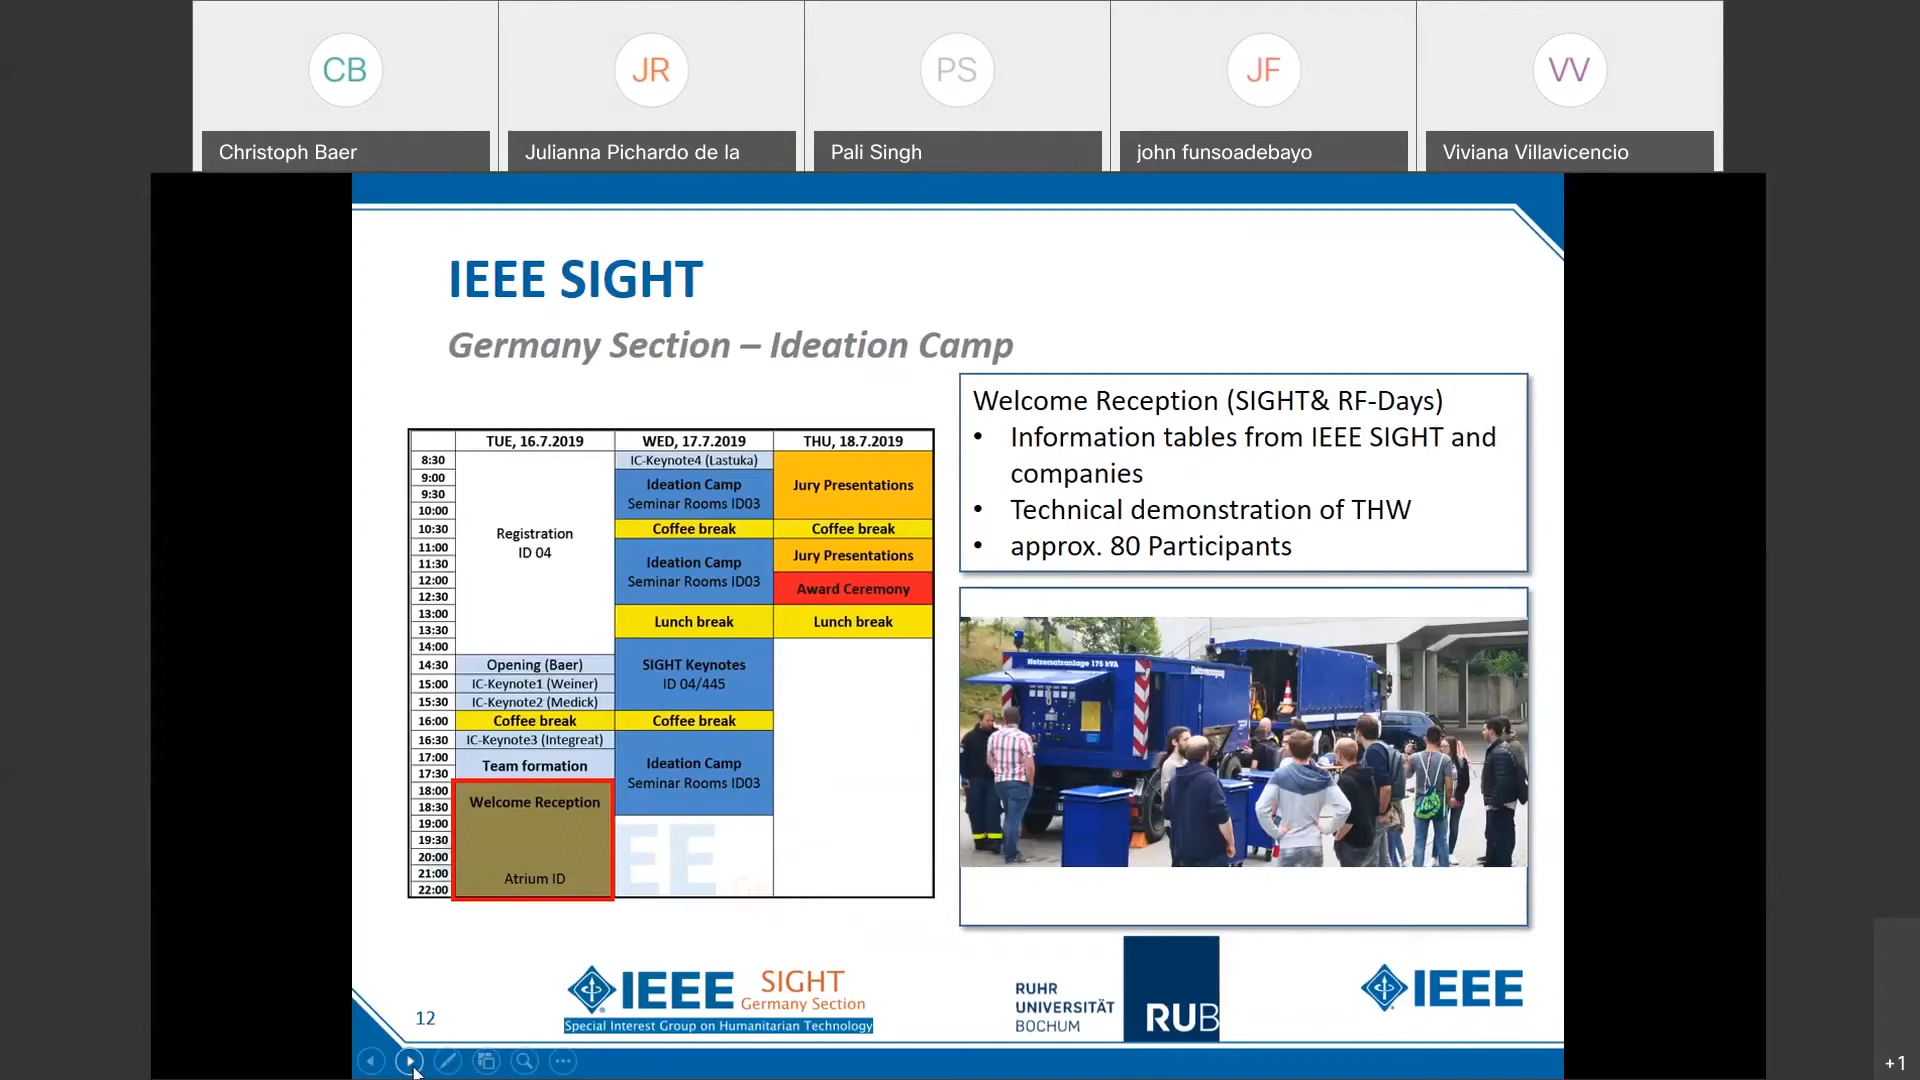 CB
JR
PS
JF
VV
Christoph Baer
Julianna Pichardo de la
Pali Singh
john funsoadebayo
Viviana Villavicencio
IEEE SIGHT
Germany Section – Ideation Camp
TUE, 16.7.2019 WED, 17.7.2019 THU, 18.7.2019
8:30
9:00
9:30
10:00
10:30
11:00
11:30
12:00
12:30
13:00
13:30
14:00
14:30
15:00
15:30
16:00
16:30
17:00
17:30
18:00
18:30
19:00
19:30
20:00
21:00
22:00
Registration
ID 04
Opening (Baer)
IC-Keynote1 (Weiner)
IC-Keynote2 (Medick)
Coffee break
IC-Keynote3 (Integreat)
Team formation
Welcome Reception
Atrium ID
IC-Keynote4 (Lastuka)
Ideation Camp
Seminar Rooms ID03
Coffee break
Ideation Camp
Seminar Rooms ID03
Lunch break
SIGHT Keynotes
ID 04/445
Coffee break
Ideation Camp
Seminar Rooms ID03
Jury Presentations
Coffee break
Jury Presentations
Award Ceremony
Lunch break
Welcome Reception (SIGHT& RF-Days)
• Information tables from IEEE SIGHT and
companies
• Technical demonstration of THW
• approx. 80 Participants
Netzersatzanlage 175 kVA
12
IEEE SIGHT
Germany Section
Special Interest Group on Humanitarian Technology
RUHR
UNIVERSITÄT
BOCHUM
RUB
IEEE
+1